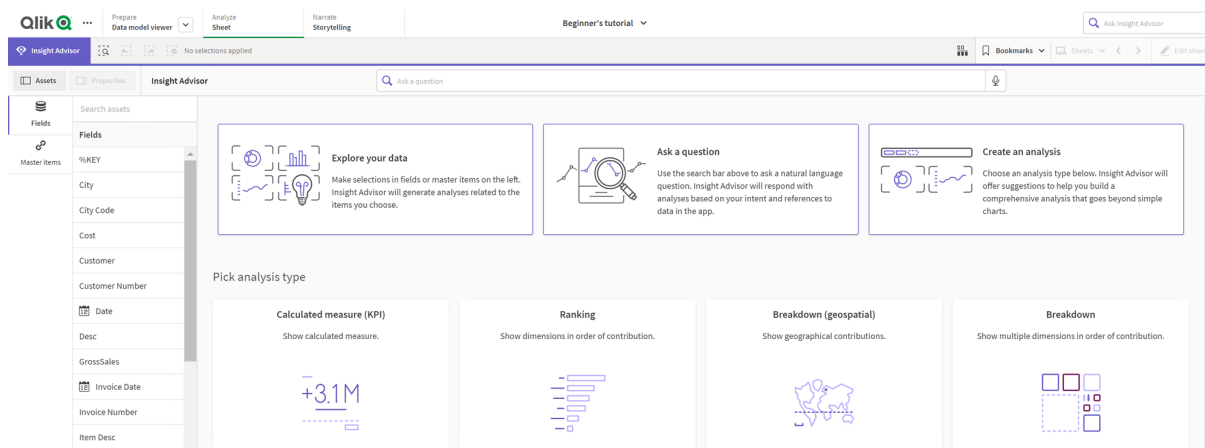 Qlik
Prepare
Data model viewer
Analyze
Sheet
Narrate
Storytelling
Beginner's tutorial
Ask Insight Advisor
Insight Advisor
No selections applied
Bookmarks
Sheets
Edit shee
Assets
Properties
Insight Advisor
Ask a question
Fields
Master items
Search assets
Fields
%KEY
City
City Code
Cost
Customer
Customer Number
Date
Desc
GrossSales
Invoice Date
Invoice Number
Item Desc
Explore your data
Make selections in fields or master items on the left.
Insight Advisor will generate analyses related to the
items you choose.
Ask a question
Use the search bar above to ask a natural language
question. Insight Advisor will respond with
analyses based on your intent and references to
data in the app.
Create an analysis
Choose an analysis type below. Insight Advisor will
offer suggestions to help you build a
comprehensive analysis that goes beyond simple
charts.
Pick analysis type
Calculated measure (KPI)
Show calculated measure.
+3.1M
Ranking
Show dimensions in order of contribution.
Breakdown (geospatial)
Show geographical contributions.
Breakdown
Show multiple dimensions in order of contribution.